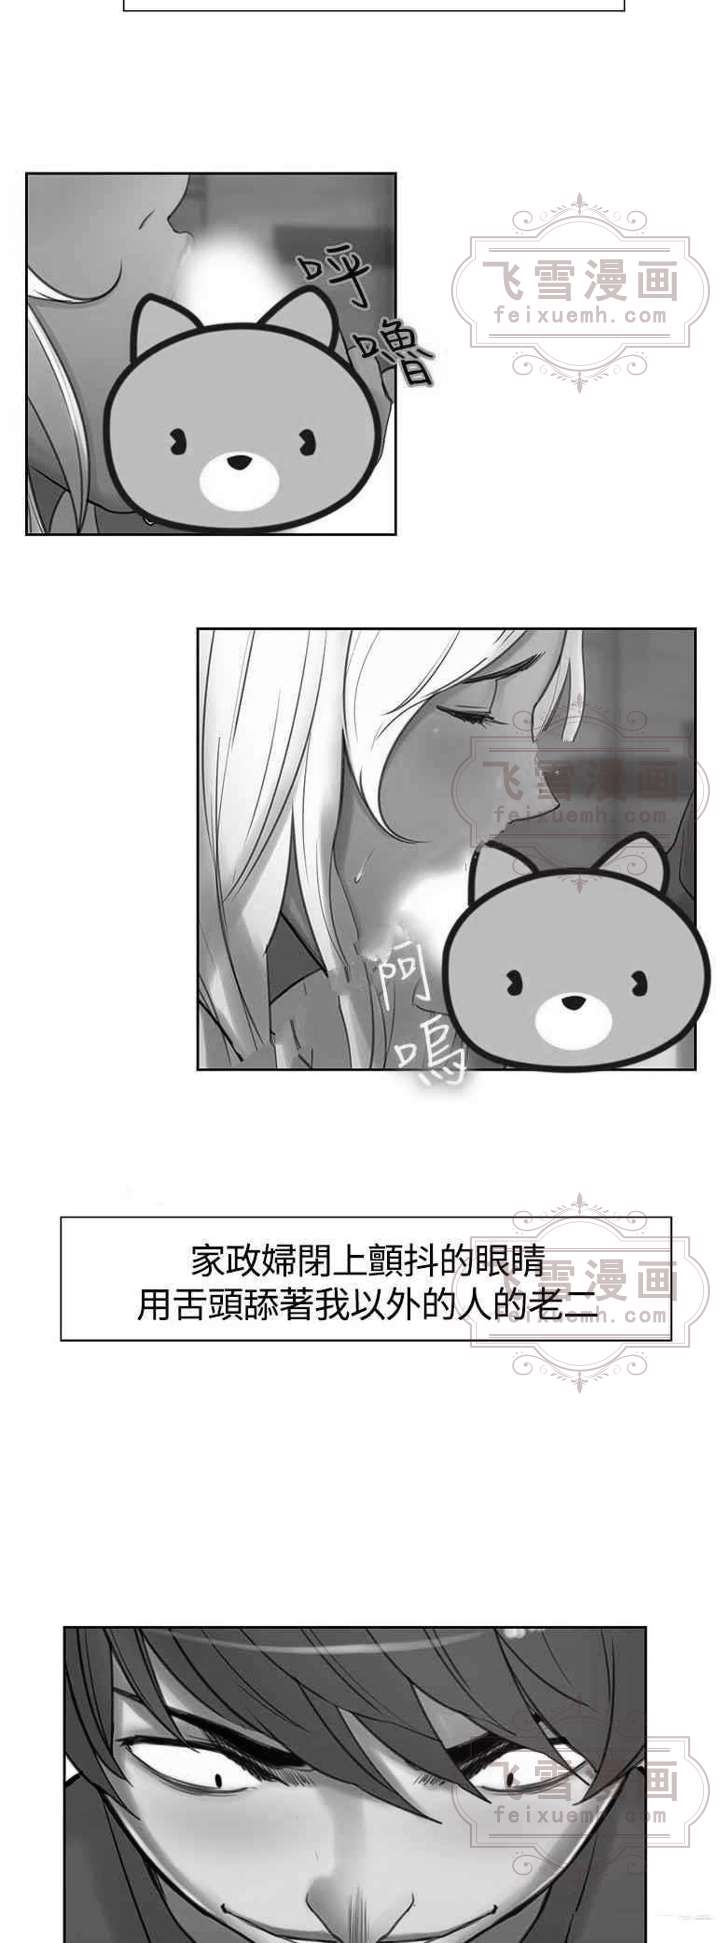 飞雪漫画
feixuemh.com
呼
嚕
飞雪漫画
feixuemh.com
阿
嗚
家政婦閉上顫抖的眼睛
用舌頭舔著我以外的人的老二
飞雪漫画
feixuemh.com
飞雪漫画
feixuemh.com